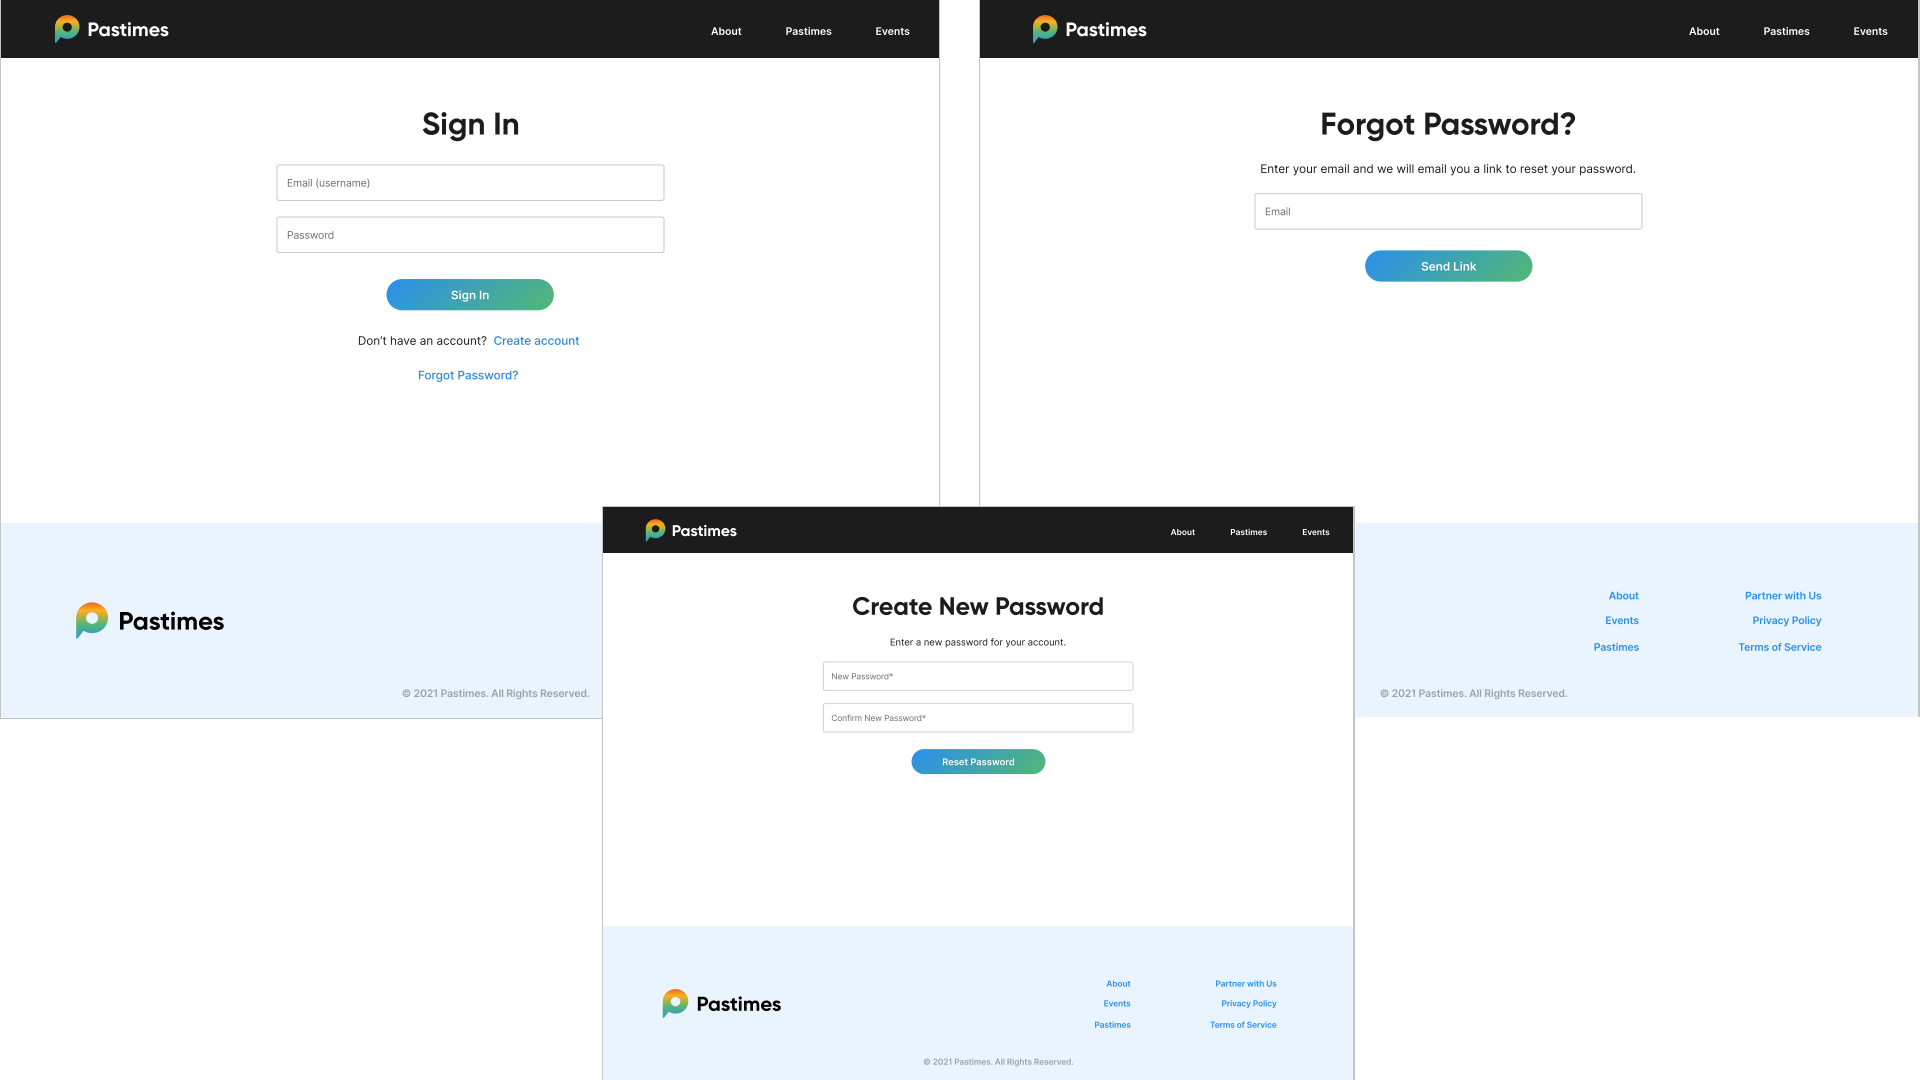 Pastimes
About Pastimes Events
Sign In
Email (username)
Password
Sign In
Don't have an account? Create account
Forgot Password?
Pastimes
© 2021 Pastimes. All Rights Reserved.
Pastimes
About Pastimes Events
Forgot Password?
Enter your email and we will email you a link to reset your password.
Email
Send Link
About Partner with Us
Events Privacy Policy
Pastimes Terms of Service
© 2021 Pastimes. All Rights Reserved.
Pastimes
About Pastimes Events
Create New Password
Enter a new password for your account.
New Password*
Confirm New Password*
Reset Password
Pastimes
About Partner with Us
Events Privacy Policy
Pastimes Terms of Service
© 2021 Pastimes. All Rights Reserved.